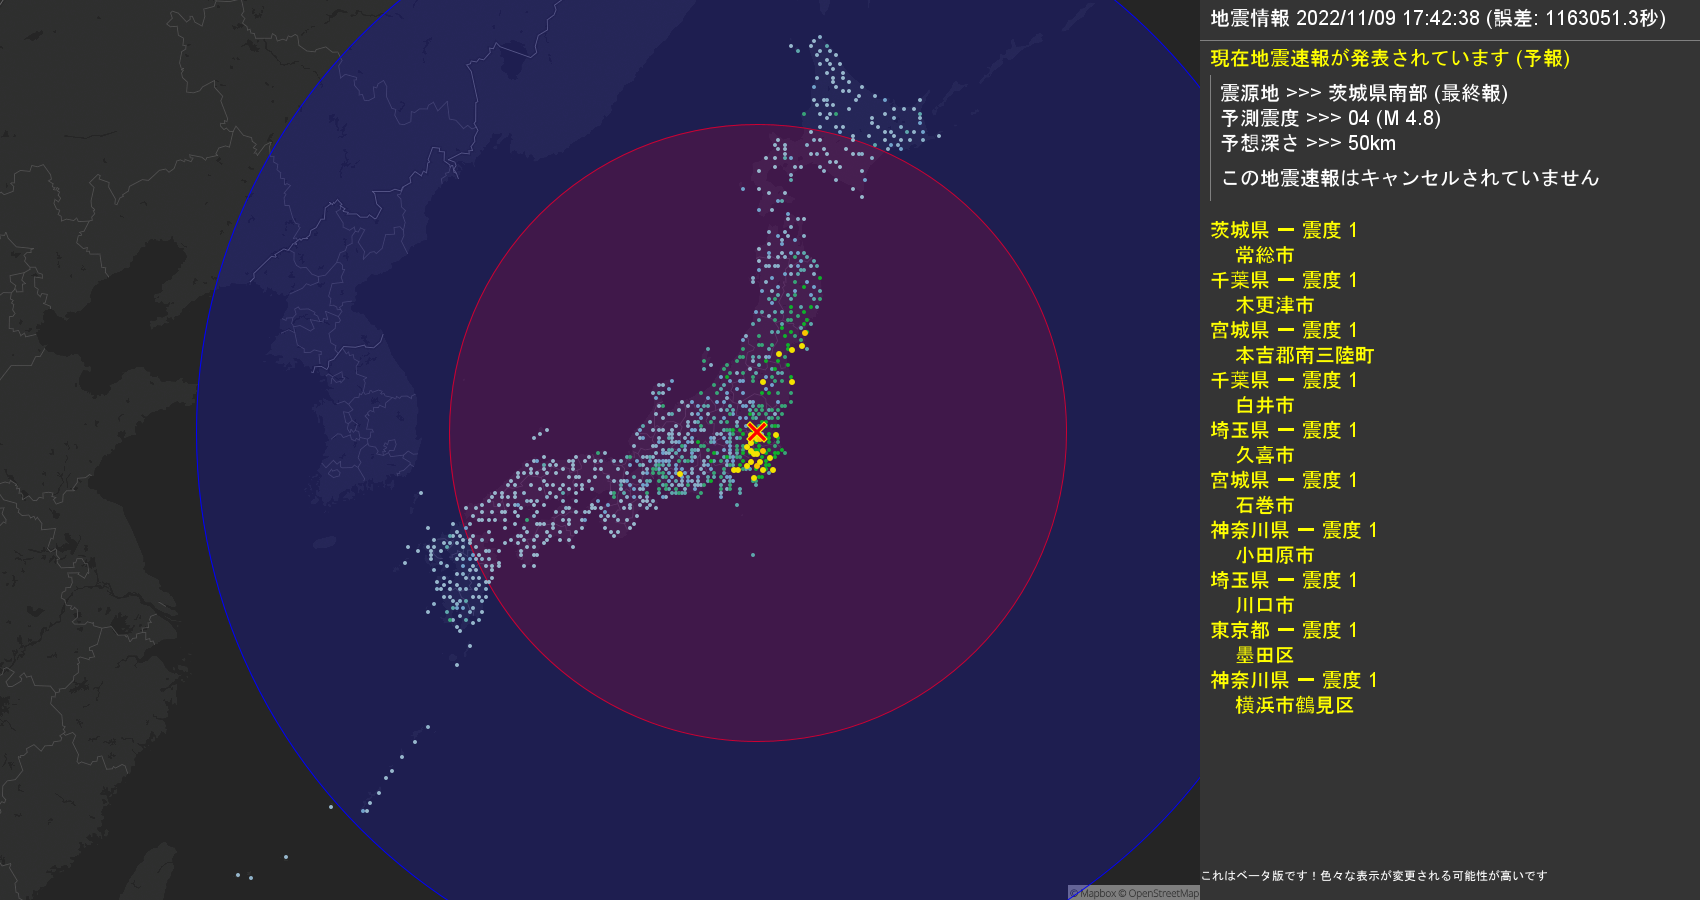 地震情報 2022/11/09 17:42:38 (誤差: 1163051.3秒)
現在地震速報が発表されています (予報)
震源地 >>> 茨城県南部 (最終報)
予測震度 >>> 04 (M 4.8)
予想深さ >>> 50km
この地震速報はキャンセルされていません
茨城県 ー 震度 1
常総市
千葉県 ー 震度 1
木更津市
宮城県 ー 震度 1
本吉郡南三陸町
千葉県 ー 震度 1
白井市
埼玉県 ー 震度 1
久喜市
宮城県 ー 震度 1
石巻市
神奈川県 ー 震度 1
小田原市
埼玉県 ー 震度 1
川口市
東京都 ー 震度 1
墨田区
神奈川県 ー 震度 1
横浜市鶴見区
これはベータ版です！色々な表示が変更される可能性が高いです
© Mapbox © OpenStreetMap